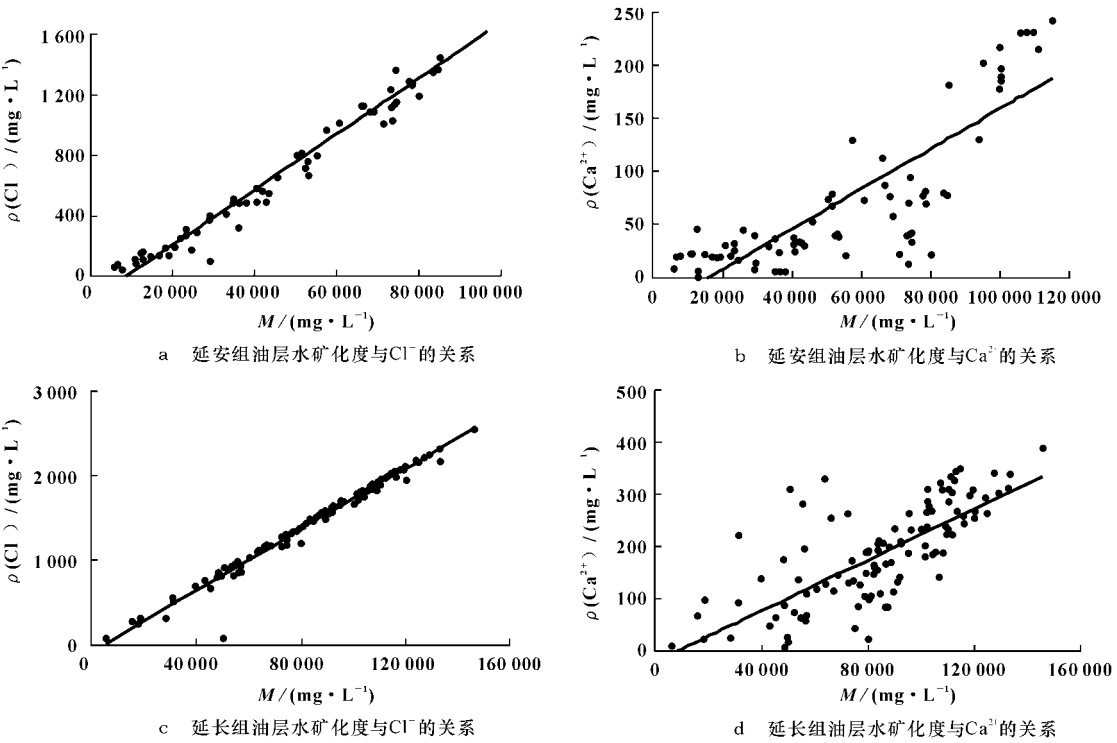 ρ(Cl⁻)/(mg·L⁻¹)
1 600
1 200
800
400
0
0 20 000 40 000 60 000 80 000 100 000
M/(mg·L⁻¹)
a 延安组油层水矿化度与Cl⁻的关系
ρ(Ca²⁺)/(mg·L⁻¹)
250
200
150
100
50
0
0 20 000 40 000 60 000 80 000 100 000 120 000
M/(mg·L⁻¹)
b 延安组油层水矿化度与Ca²⁺的关系
ρ(Cl⁻)/(mg·L⁻¹)
3 000
2 000
1 000
0
0 40 000 80 000 120 000 160 000
M/(mg·L⁻¹)
c 延长组油层水矿化度与Cl⁻的关系
ρ(Ca²⁺)/(mg·L⁻¹)
500
400
300
200
100
0
0 40 000 80 000 120 000 160 000
M/(mg·L⁻¹)
d 延长组油层水矿化度与Ca²⁺的关系